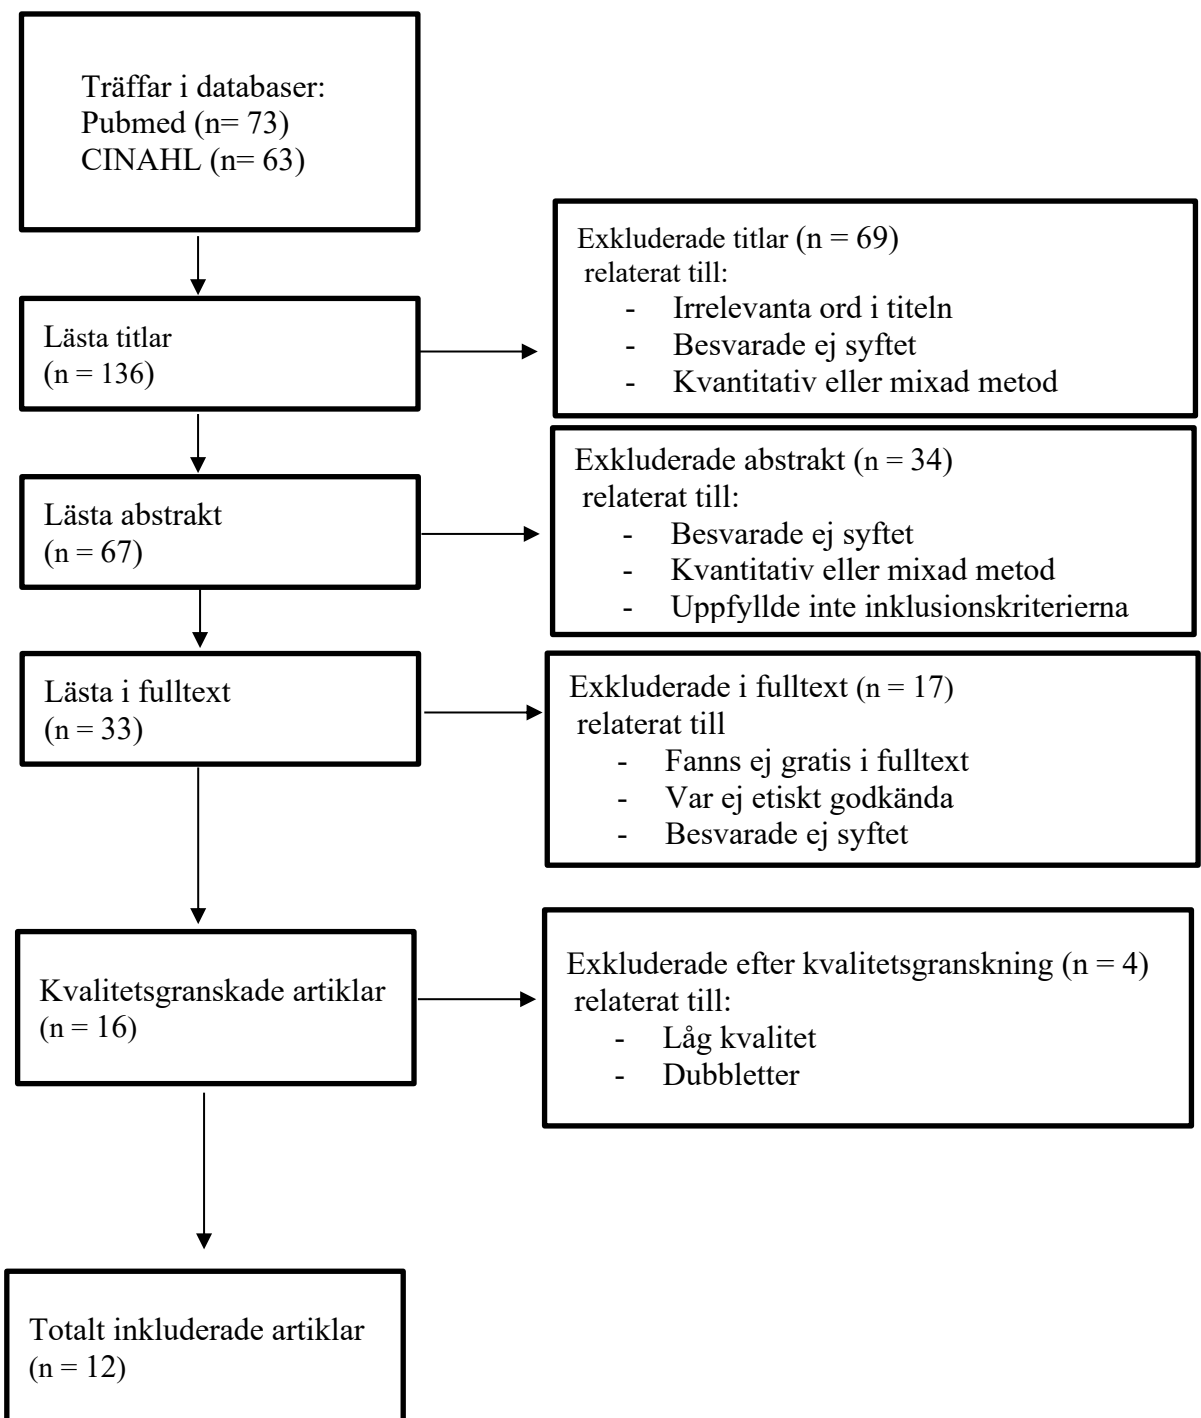 Träffar i databaser:
Pubmed (n= 73)
CINAHL (n= 63)
Exkluderade titlar (n = 69)
relaterat till:
- Irrelevanta ord i titeln
- Besvarade ej syftet
- Kvantitativ eller mixad metod
Lästa titlar
(n = 136)
Exkluderade abstrakt (n = 34)
relaterat till:
- Besvarade ej syftet
- Kvantitativ eller mixad metod
- Uppfyllde inte inklusionskriterierna
Lästa abstrakt
(n = 67)
Exkluderade i fulltext (n = 17)
relaterat till
- Fanns ej gratis i fulltext
- Var ej etiskt godkända
- Besvarade ej syftet
Lästa i fulltext
(n = 33)
Exkluderade efter kvalitetsgranskning (n = 4)
relaterat till:
- Låg kvalitet
- Dubbletter
Kvalitetsgranskade artiklar
(n = 16)
Totalt inkluderade artiklar
(n = 12)